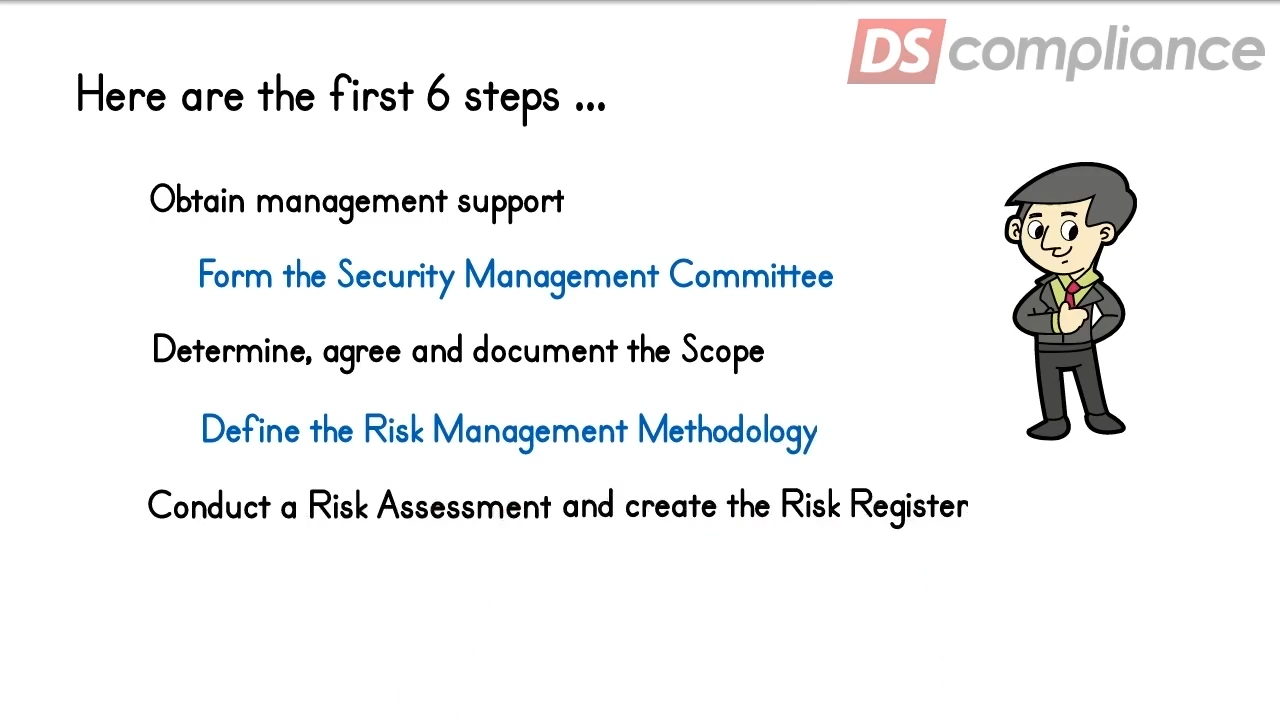 DS compliance
Here are the first 6 steps ...
Obtain management support
Form the Security Management Committee
Determine, agree and document the Scope
Define the Risk Management Methodology
Conduct a Risk Assessment and create the Risk Register